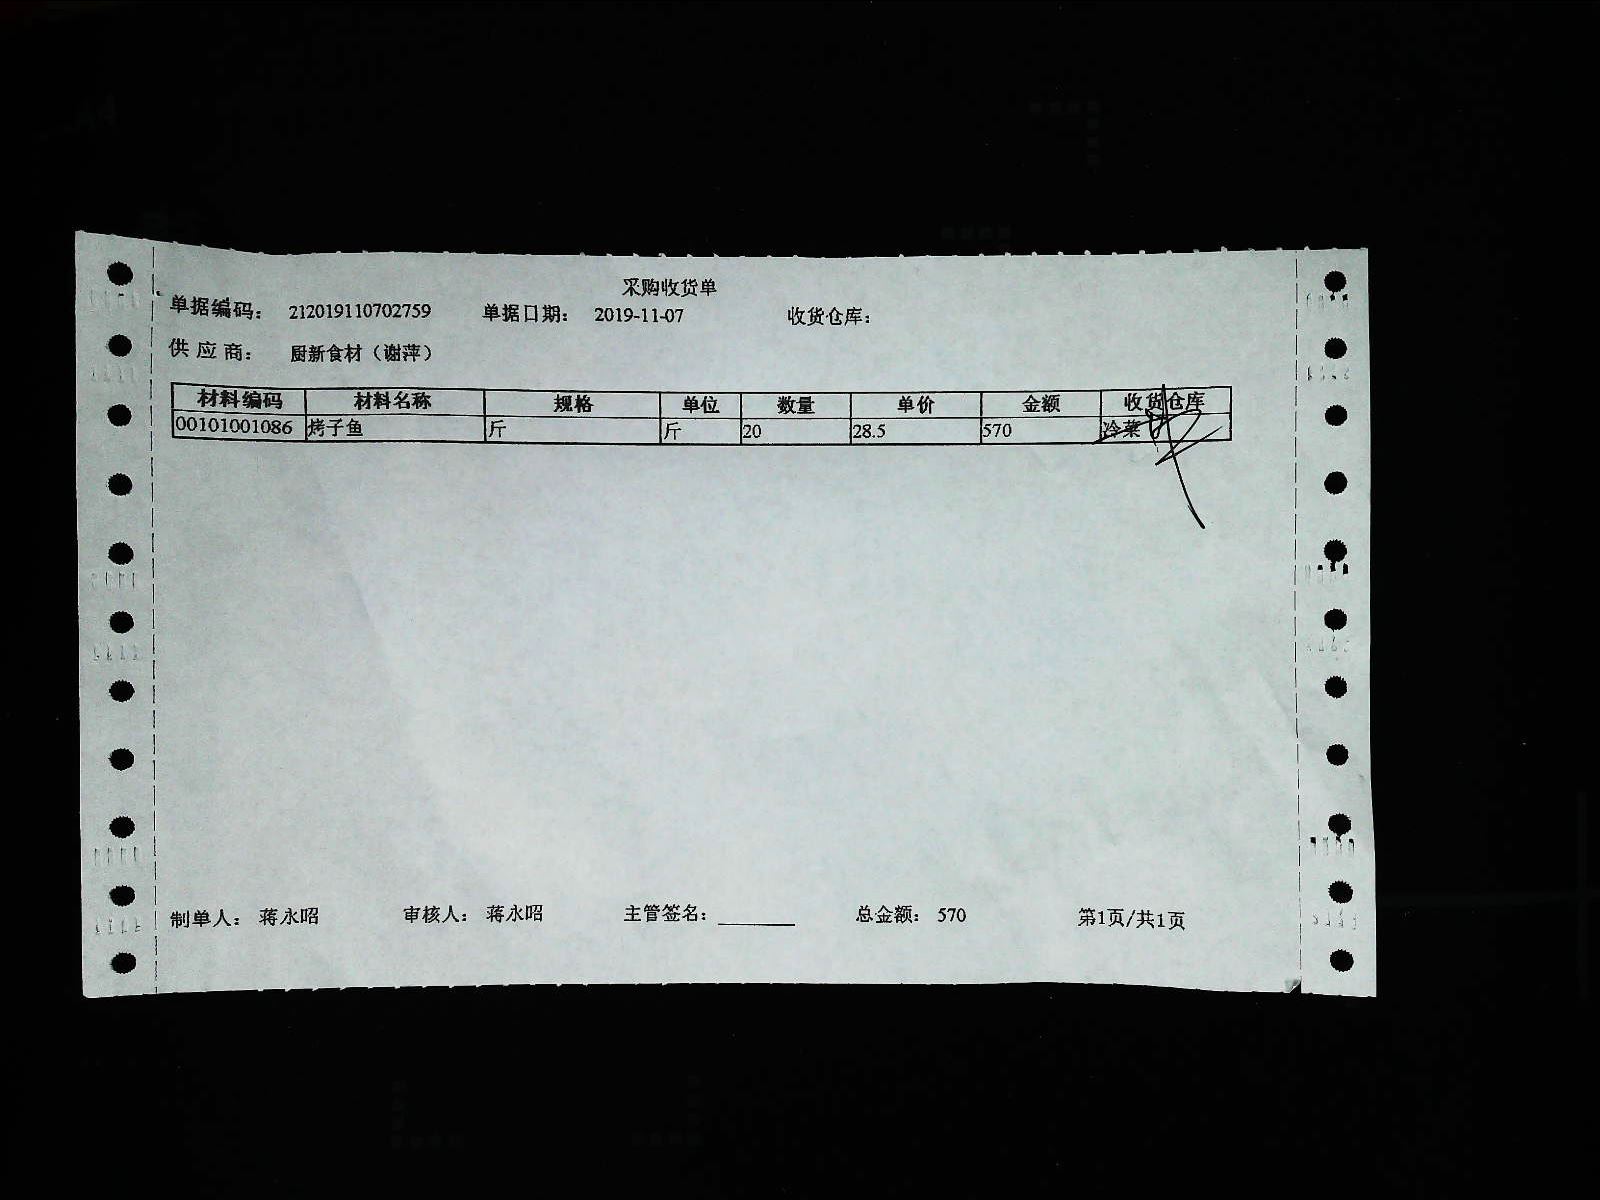 采购收货单
单据编码： 212019110702759 单据日期： 2019-11-07 收货仓库：
供 应 商： 厨新食材（谢萍）
材料编码 材料名称 规格 单位 数量 单价 金额 收货仓库
00101001086 烤子鱼 斤 斤 20 28.5 570 冷菜
制单人： 蒋永昭 审核人： 蒋永昭 主管签名： 总金额： 570 第1页/共1页